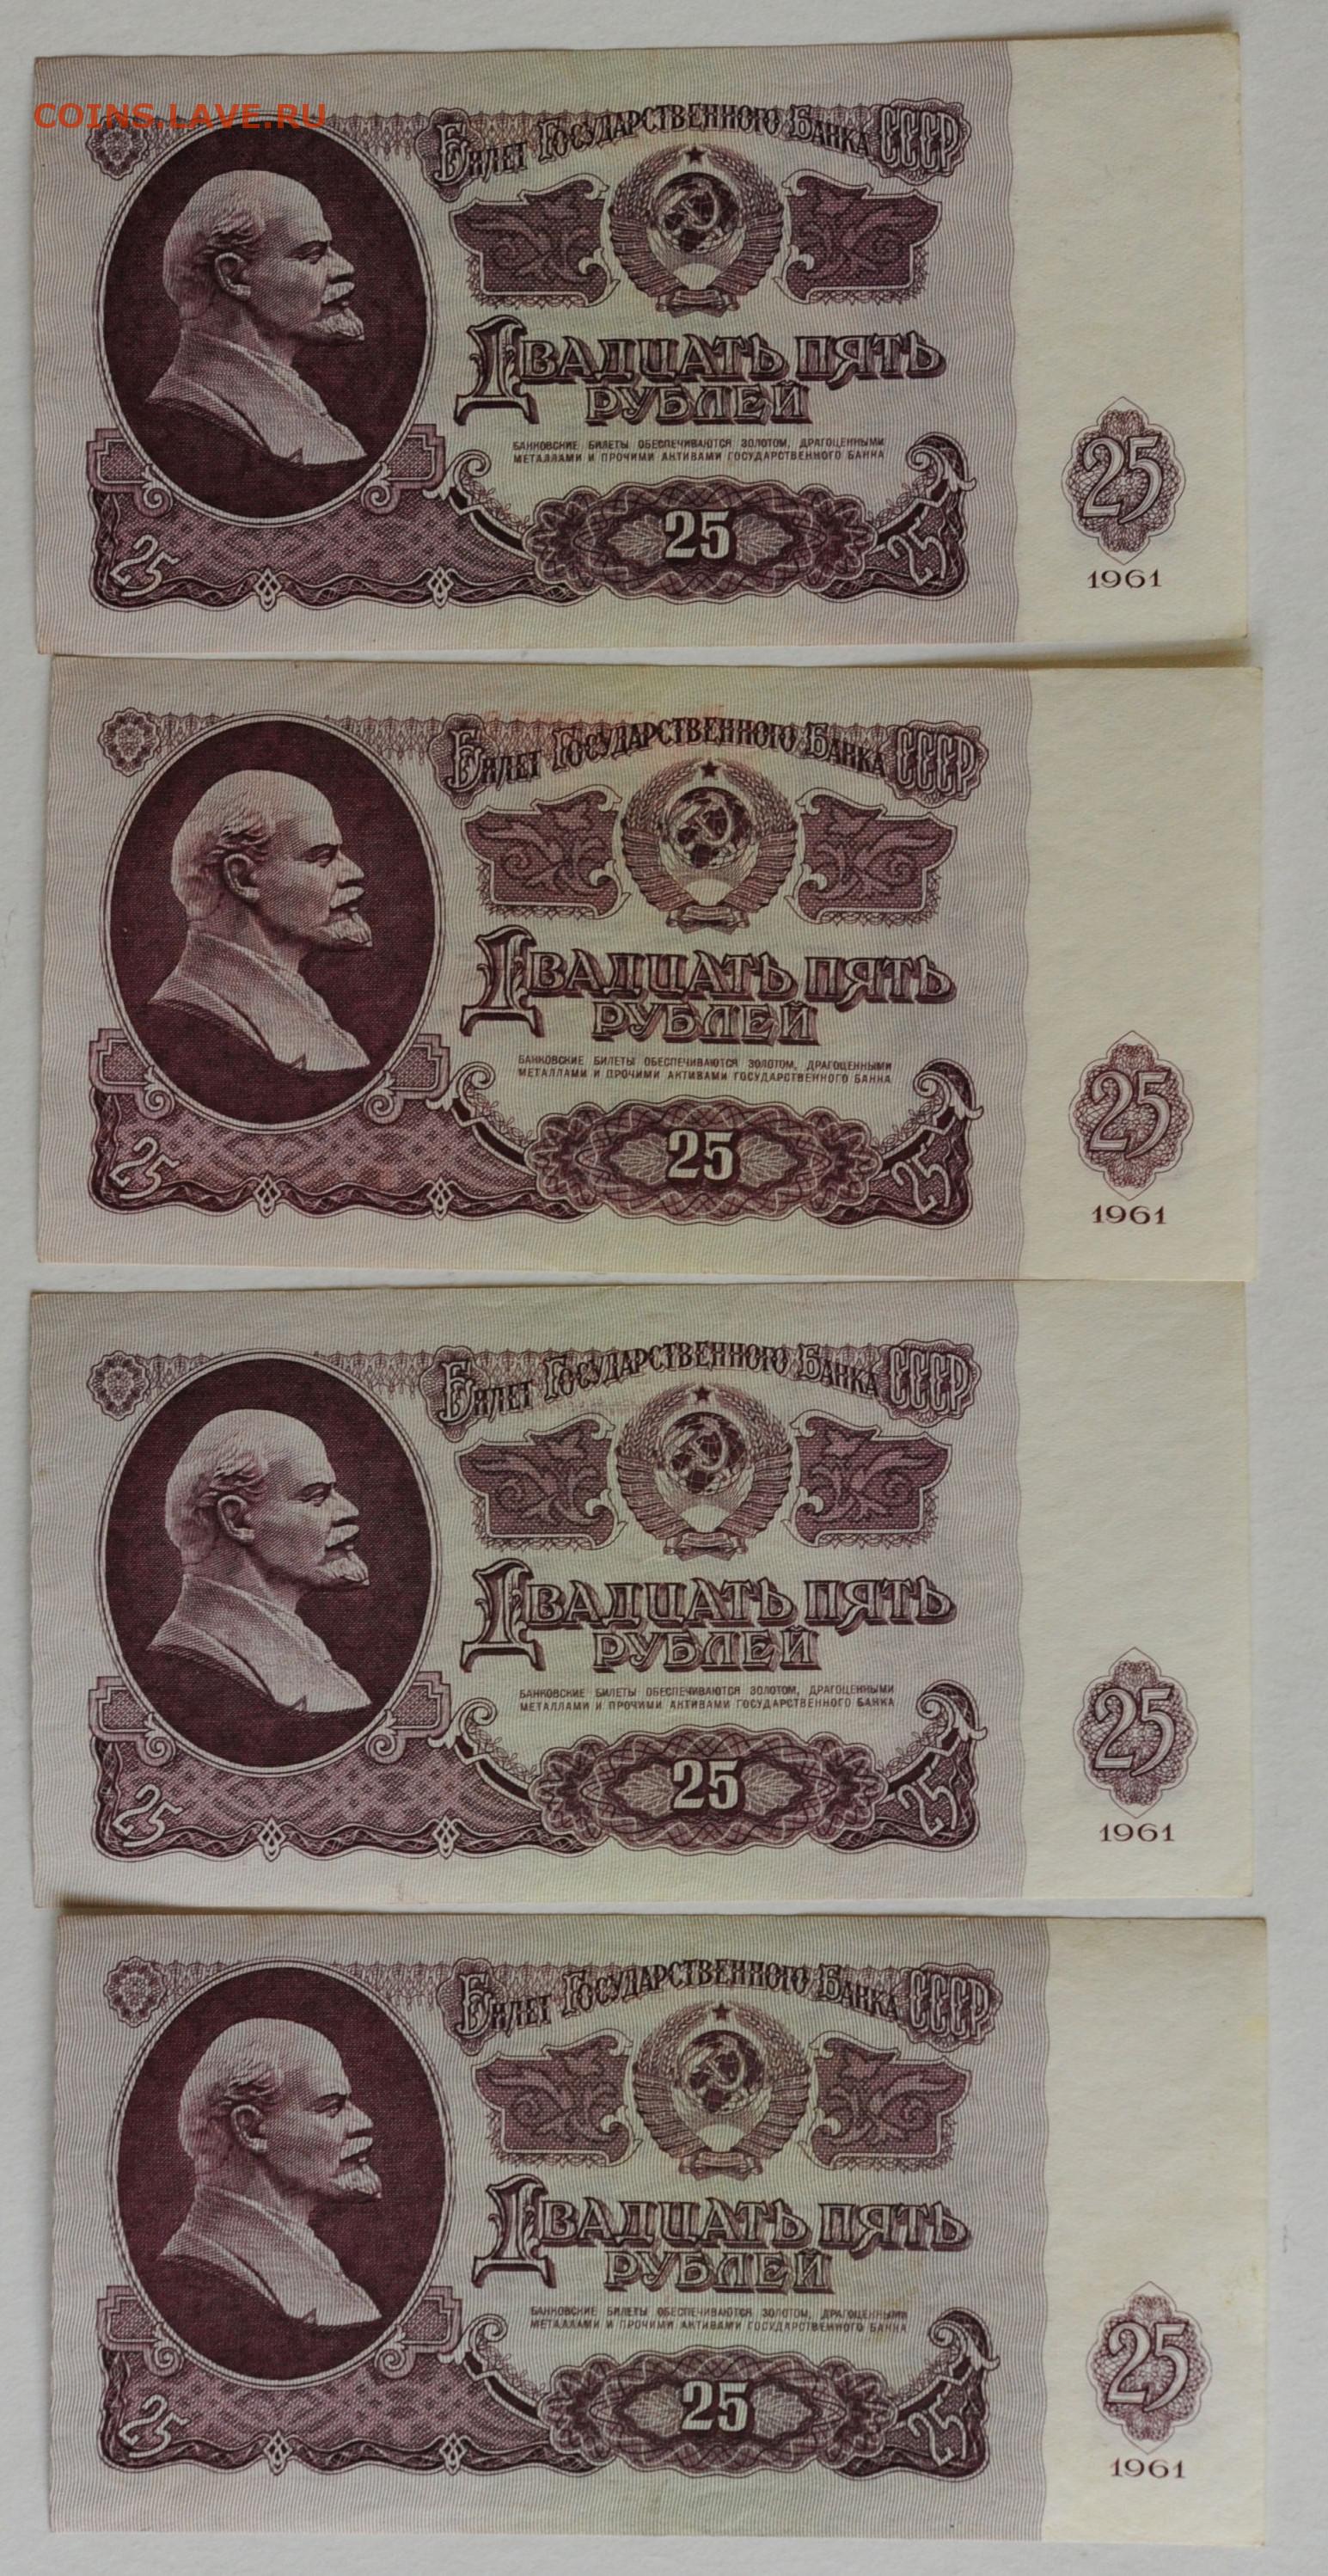 COINS.LAVE.RU
Билет Государственного Банка СССР
Двадцать пять
рублей
БАНКОВСКИЕ БИЛЕТЫ ОБЕСПЕЧИВАЮТСЯ ЗОЛОТОМ, ДРАГОЦЕННЫМИ
МЕТАЛЛАМИ И ПРОЧИМИ АКТИВАМИ ГОСУДАРСТВЕННОГО БАНКА
25
25 25 25
1961
Билет Государственного Банка СССР
Двадцать пять
рублей
БАНКОВСКИЕ БИЛЕТЫ ОБЕСПЕЧИВАЮТСЯ ЗОЛОТОМ, ДРАГОЦЕННЫМИ
МЕТАЛЛАМИ И ПРОЧИМИ АКТИВАМИ ГОСУДАРСТВЕННОГО БАНКА
25
25 25 25
1961
Билет Государственного Банка СССР
Двадцать пять
рублей
БАНКОВСКИЕ БИЛЕТЫ ОБЕСПЕЧИВАЮТСЯ ЗОЛОТОМ, ДРАГОЦЕННЫМИ
МЕТАЛЛАМИ И ПРОЧИМИ АКТИВАМИ ГОСУДАРСТВЕННОГО БАНКА
25
25 25 25
1961
Билет Государственного Банка СССР
Двадцать пять
рублей
БАНКОВСКИЕ БИЛЕТЫ ОБЕСПЕЧИВАЮТСЯ ЗОЛОТОМ, ДРАГОЦЕННЫМИ
МЕТАЛЛАМИ И ПРОЧИМИ АКТИВАМИ ГОСУДАРСТВЕННОГО БАНКА
25
25 25 25
1961